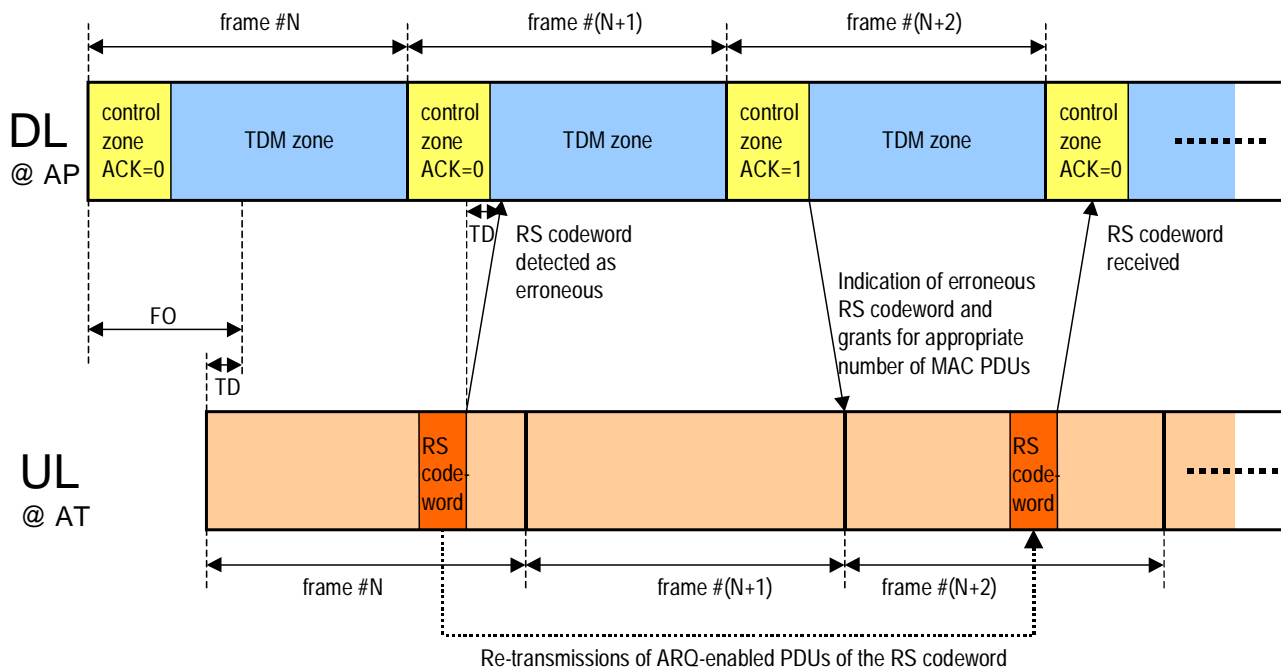 frame #N
frame #(N+1)
frame #(N+2)
DL
@ AP
control
zone
ACK=0
TDM zone
control
zone
ACK=0
TDM zone
control
zone
ACK=1
TDM zone
control
zone
ACK=0
TD
RS codeword
detected as
erroneous
Indication of erroneous
RS codeword and
grants for appropriate
number of MAC PDUs
RS codeword
received
FO
TD
UL
@ AT
RS
code-
word
RS
code-
word
frame #N
frame #(N+1)
frame #(N+2)
Re-transmissions of ARQ-enabled PDUs of the RS codeword